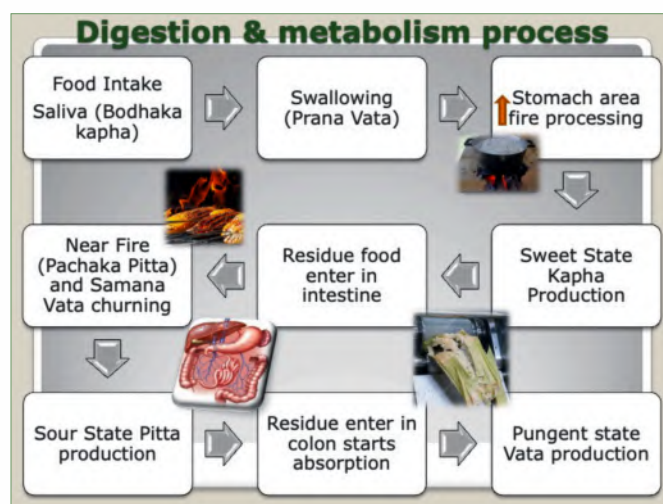 Digestion & metabolism process
Food Intake
Saliva (Bodhaka
kapha)
Swallowing
(Prana Vata)
Stomach area
fire processing
Sweet State
Kapha
Production
Residue food
enter in
intestine
Near Fire
(Pachaka Pitta)
and Samana
Vata churning
Sour State Pitta
production
Residue enter in
colon starts
absorption
Pungent state
Vata production